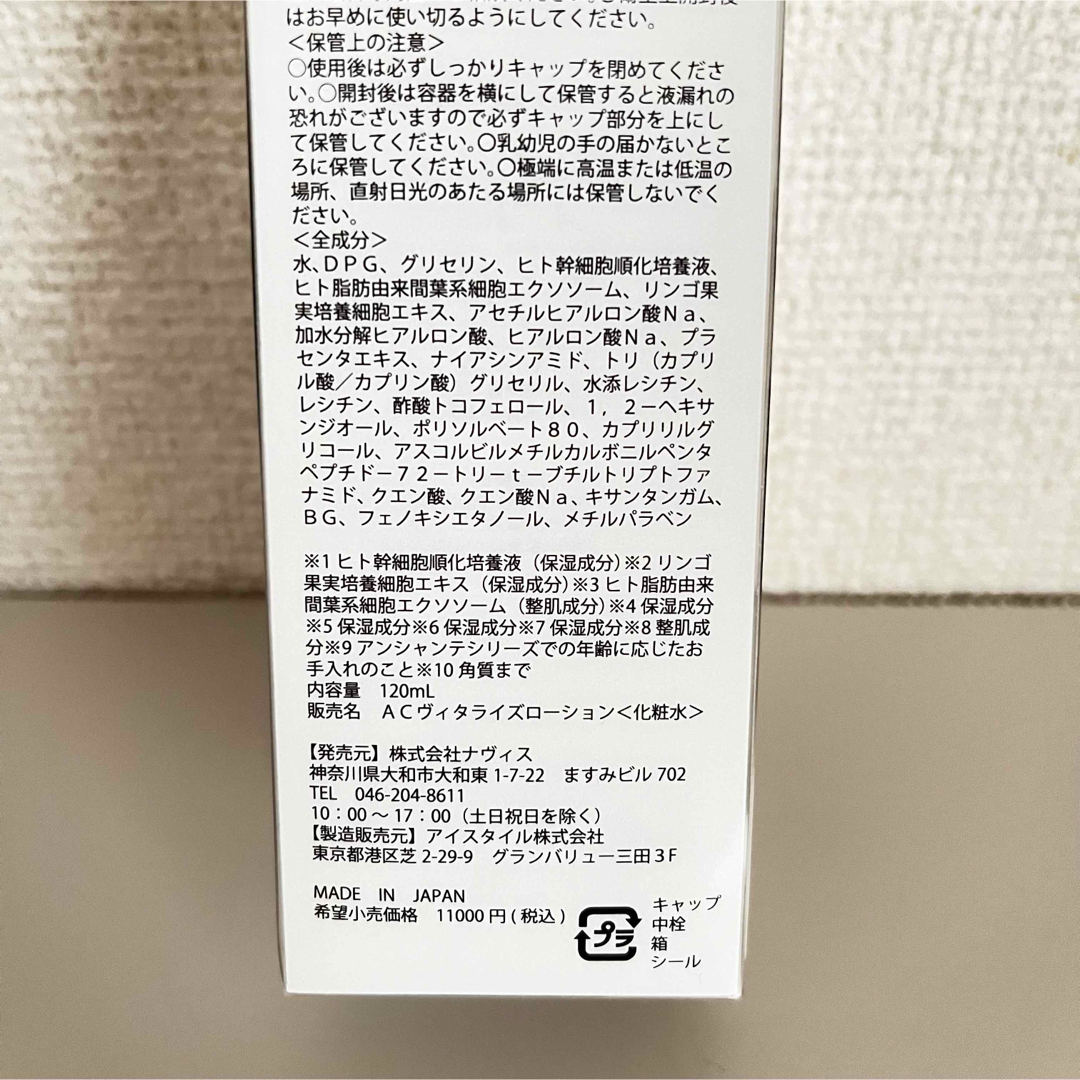 はお早めに使い切るようにしてください。
＜保管上の注意＞
○使用後は必ずしっかりキャップを閉めてくださ
い。○開封後は容器を横にして保管すると液漏れの
恐れがございますので必ずキャップ部分を上にし
て保管してください。○乳幼児の手の届かないとこ
ろに保管してください。○極端に高温または低温の
場所、直射日光のあたる場所には保管しないでく
ださい。
＜全成分＞
水、ＤＰＧ、グリセリン、ヒト幹細胞順化培養液、
ヒト脂肪由来間葉系細胞エクソソーム、リンゴ果
実培養細胞エキス、アセチルヒアルロン酸Ｎａ、
加水分解ヒアルロン酸、ヒアルロン酸Ｎａ、プラ
センタエキス、ナイアシンアミド、トリ（カプリ
ル酸／カプリン酸）グリセリル、水添レシチン、
レシチン、酢酸トコフェロール、１，２－ヘキサ
ンジオール、ポリソルベート８０、カプリリルグ
リコール、アスコルビルメチルカルボニルペンタ
ペプチド－７２－トリ－ｔ－ブチルトリプトファ
ナミド、クエン酸、クエン酸Ｎａ、キサンタンガム、
ＢＧ、フェノキシエタノール、メチルパラベン
※1 ヒト幹細胞順化培養液（保湿成分）※2 リンゴ
果実培養細胞エキス（保湿成分）※3 ヒト脂肪由来
間葉系細胞エクソソーム（整肌成分）※4 保湿成分
※5 保湿成分※6 保湿成分※7 保湿成分※8 整肌成
分※9 アンシャンテシリーズでの年齢に応じたお
手入れのこと※10 角質まで
内容量　120mL
販売名　ＡＣヴィタライズローション＜化粧水＞
【発売元】株式会社ナヴィス
神奈川県大和市大和東 1-7-22　ますみビル 702
TEL　046-204-8611
10：00 ～ 17：00（土日祝日を除く）
【製造販売元】アイスタイル株式会社
東京都港区芝 2-29-9　グランバリュー三田３Ｆ
MADE　IN　JAPAN
希望小売価格　11000 円 ( 税込 )
プラ
キャップ
中栓
箱
シール